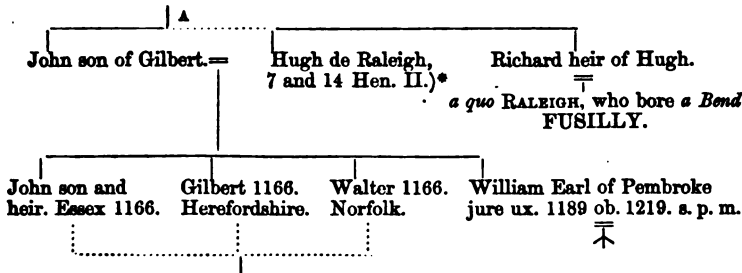 A
John son of Gilbert.=
Hugh de Raleigh,
7 and 14 Hen. II.)*
Richard heir of Hugh.
a quo RALEIGH, who bore a Bend
FUSILLY.
John son and
heir. Essex 1166.
Gilbert 1166.
Herefordshire.
Walter 1166.
Norfolk.
William Earl of Pembroke
jure ux. 1189 ob. 1219. s. p. m.